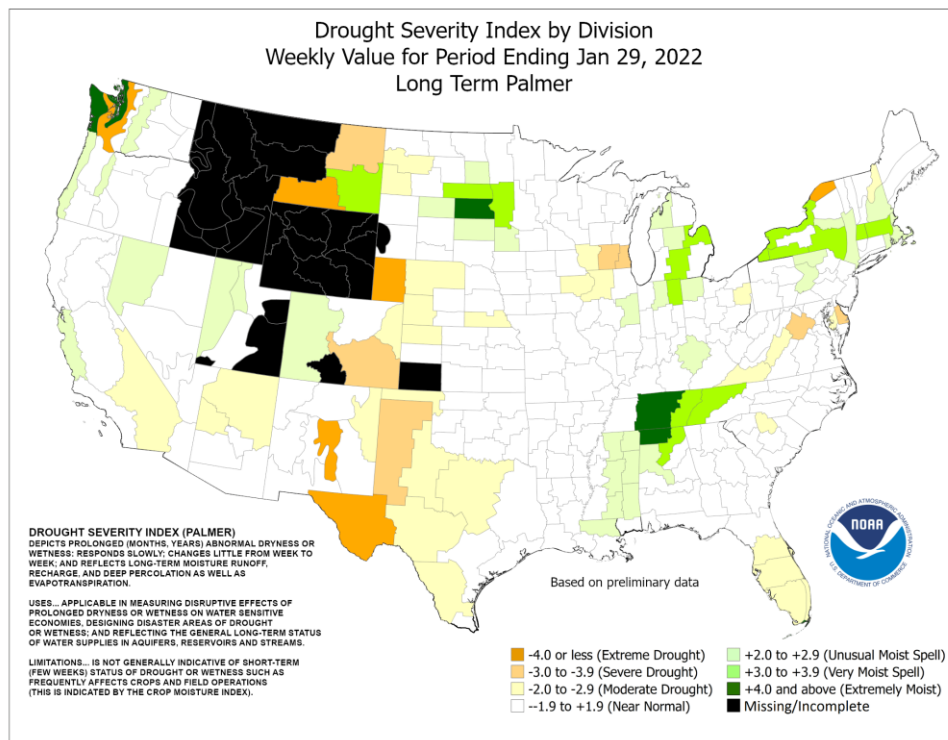 Drought Severity Index by Division
Weekly Value for Period Ending Jan 29, 2022
Long Term Palmer
DROUGHT SEVERITY INDEX (PALMER)
DEPICTS PROLONGED (MONTHS, YEARS) ABNORMAL DRYNESS OR
WETNESS: RESPONDS SLOWLY; CHANGES LITTLE FROM WEEK TO
WEEK; AND REFLECTS LONG-TERM MOISTURE RUNOFF,
RECHARGE, AND DEEP PERCOLATION AS WELL AS
EVAPOTRANSPIRATION.
USES... APPLICABLE IN MEASURING DISRUPTIVE EFFECTS OF
PROLONGED DRYNESS OR WETNESS ON WATER SENSITIVE
ECONOMIES, DESIGNING DISASTER AREAS OF DROUGHT
OR WETNESS; AND REFLECTING THE GENERAL LONG-TERM STATUS
OF WATER SUPPLIES IN AQUIFERS, RESERVOIRS AND STREAMS.
LIMITATIONS... IS NOT GENERALLY INDICATIVE OF SHORT-TERM
(FEW WEEKS) STATUS OF DROUGHT OR WETNESS SUCH AS
FREQUENTLY AFFECTS CROPS AND FIELD OPERATIONS
(THIS IS INDICATED BY THE CROP MOISTURE INDEX).
Based on preliminary data
NATIONAL OCEANIC AND ATMOSPHERIC ADMINISTRATION
NOAA
U.S. DEPARTMENT OF COMMERCE
-4.0 or less (Extreme Drought)
-3.0 to -3.9 (Severe Drought)
-2.0 to -2.9 (Moderate Drought)
--1.9 to +1.9 (Near Normal)
+2.0 to +2.9 (Unusual Moist Spell)
+3.0 to +3.9 (Very Moist Spell)
+4.0 and above (Extremely Moist)
Missing/Incomplete